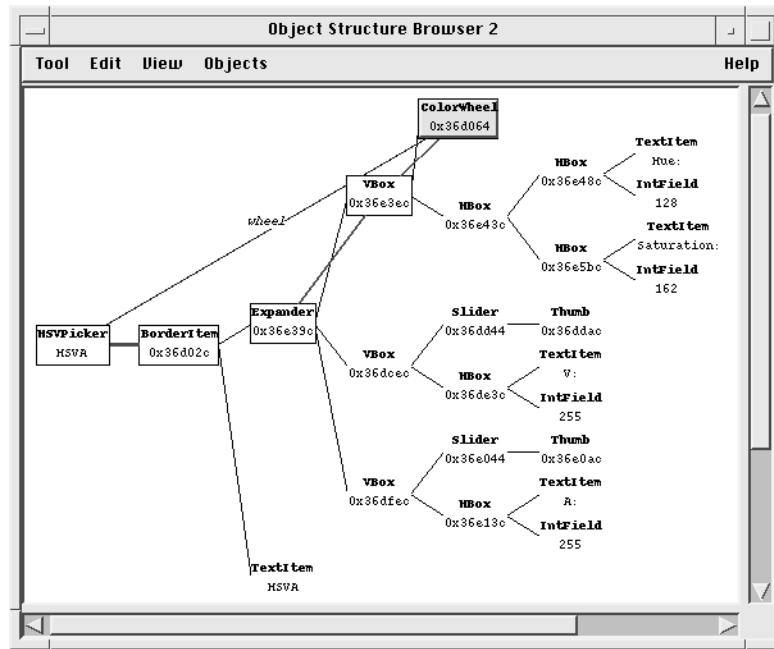 Object Structure Browser 2
Tool Edit View Objects Help
ColorWheel
0x36d064
TextItem
Hue:
HBox
0x36e48c
IntField
128
VBox
0x36e3ec
HBox
0x36e43c
wheel
TextItem
Saturation:
HBox
0x36e5bc
IntField
162
HSVPicker
HSVA
BorderItem
0x36d02c
Expander
0x36e39c
Slider
0x36dd44
Thumb
0x36ddac
VBox
0x36dcec
HBox
0x36de3c
TextItem
V:
IntField
255
Slider
0x36e044
Thumb
0x36e0ac
VBox
0x36dfec
HBox
0x36e13c
TextItem
A:
IntField
255
TextItem
HSVA